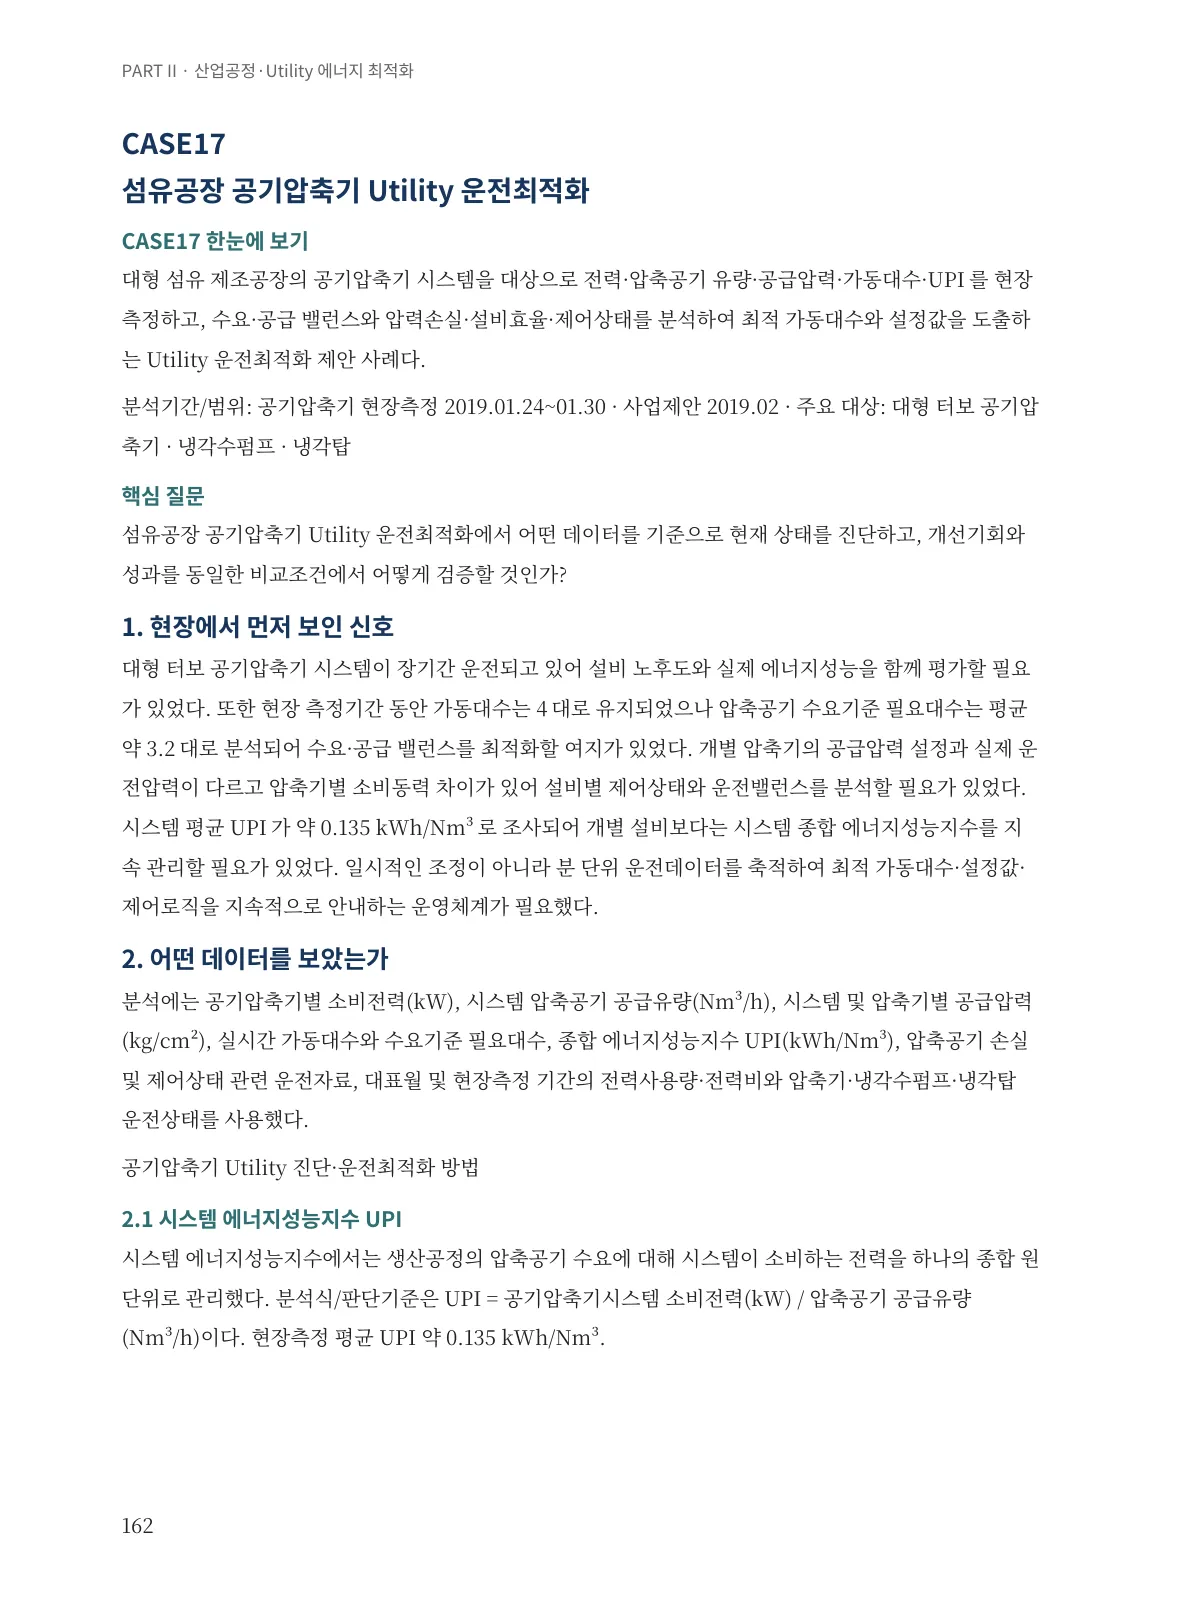 PART II · 산업공정·Utility 에너지 최적화
CASE17
섬유공장 공기압축기 Utility 운전최적화
CASE17 한눈에 보기
대형 섬유 제조공장의 공기압축기 시스템을 대상으로 전력·압축공기 유량·공급압력·가동대수·UPI 를 현장
측정하고, 수요·공급 밸런스와 압력손실·설비효율·제어상태를 분석하여 최적 가동대수와 설정값을 도출하
는 Utility 운전최적화 제안 사례다.
분석기간/범위: 공기압축기 현장측정 2019.01.24~01.30 · 사업제안 2019.02 · 주요 대상: 대형 터보 공기압
축기 · 냉각수펌프 · 냉각탑
핵심 질문
섬유공장 공기압축기 Utility 운전최적화에서 어떤 데이터를 기준으로 현재 상태를 진단하고, 개선기회와
성과를 동일한 비교조건에서 어떻게 검증할 것인가?
1. 현장에서 먼저 보인 신호
대형 터보 공기압축기 시스템이 장기간 운전되고 있어 설비 노후도와 실제 에너지성능을 함께 평가할 필요
가 있었다. 또한 현장 측정기간 동안 가동대수는 4 대로 유지되었으나 압축공기 수요기준 필요대수는 평균
약 3.2 대로 분석되어 수요·공급 밸런스를 최적화할 여지가 있었다. 개별 압축기의 공급압력 설정과 실제 운
전압력이 다르고 압축기별 소비동력 차이가 있어 설비별 제어상태와 운전밸런스를 분석할 필요가 있었다.
시스템 평균 UPI 가 약 0.135 kWh/Nm³ 로 조사되어 개별 설비보다는 시스템 종합 에너지성능지수를 지
속 관리할 필요가 있었다. 일시적인 조정이 아니라 분 단위 운전데이터를 축적하여 최적 가동대수·설정값·
제어로직을 지속적으로 안내하는 운영체계가 필요했다.
2. 어떤 데이터를 보았는가
분석에는 공기압축기별 소비전력(kW), 시스템 압축공기 공급유량(Nm³/h), 시스템 및 압축기별 공급압력
(kg/cm²), 실시간 가동대수와 수요기준 필요대수, 종합 에너지성능지수 UPI(kWh/Nm³), 압축공기 손실
및 제어상태 관련 운전자료, 대표월 및 현장측정 기간의 전력사용량·전력비와 압축기·냉각수펌프·냉각탑
운전상태를 사용했다.
공기압축기 Utility 진단·운전최적화 방법
2.1 시스템 에너지성능지수 UPI
시스템 에너지성능지수에서는 생산공정의 압축공기 수요에 대해 시스템이 소비하는 전력을 하나의 종합 원
단위로 관리했다. 분석식/판단기준은 UPI = 공기압축기시스템 소비전력(kW) / 압축공기 공급유량
(Nm³/h)이다. 현장측정 평균 UPI 약 0.135 kWh/Nm³.
162